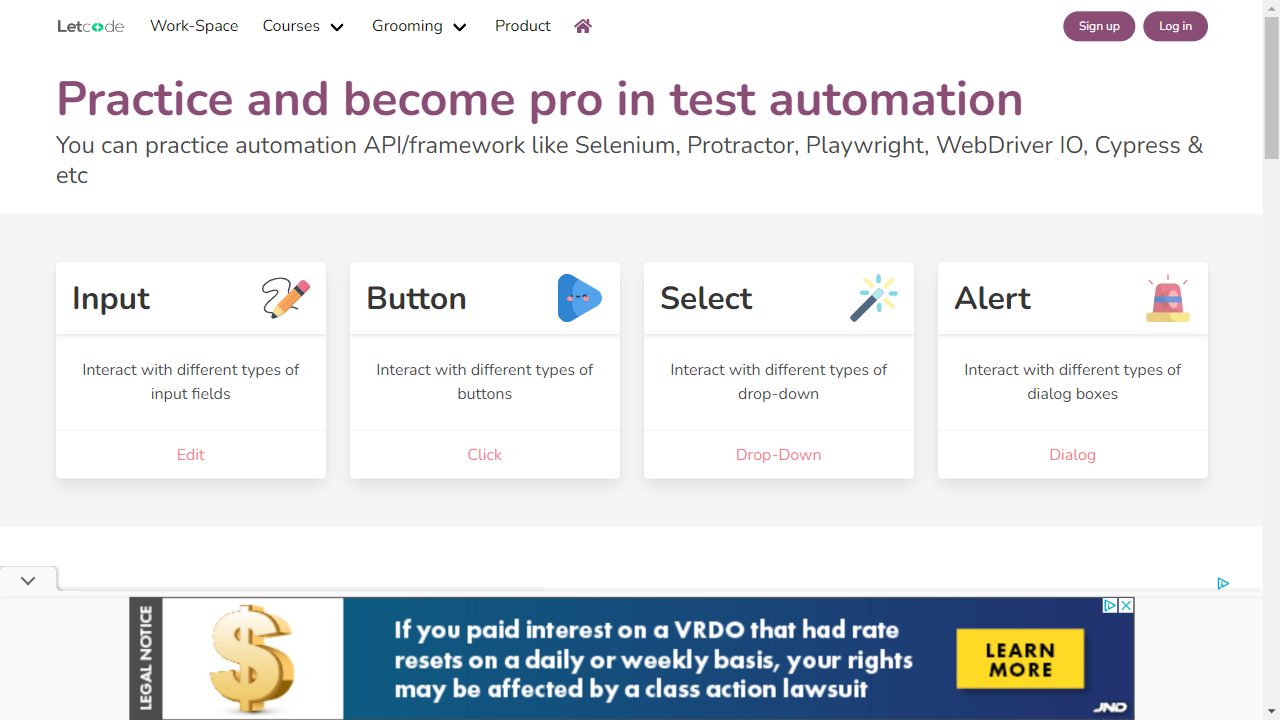 Letcode Work-Space Courses Grooming Product Sign up Log in
Practice and become pro in test automation
You can practice automation API/framework like Selenium, Protractor, Playwright, WebDriver IO, Cypress &
etc
Input
Interact with different types of
input fields
Edit
Button
Interact with different types of
buttons
Click
Select
Interact with different types of
drop-down
Drop-Down
Alert
Interact with different types of
dialog boxes
Dialog
LEGAL NOTICE
If you paid interest on a VRDO that had rate
resets on a daily or weekly basis, your rights
may be affected by a class action lawsuit
LEARN
MORE
JND